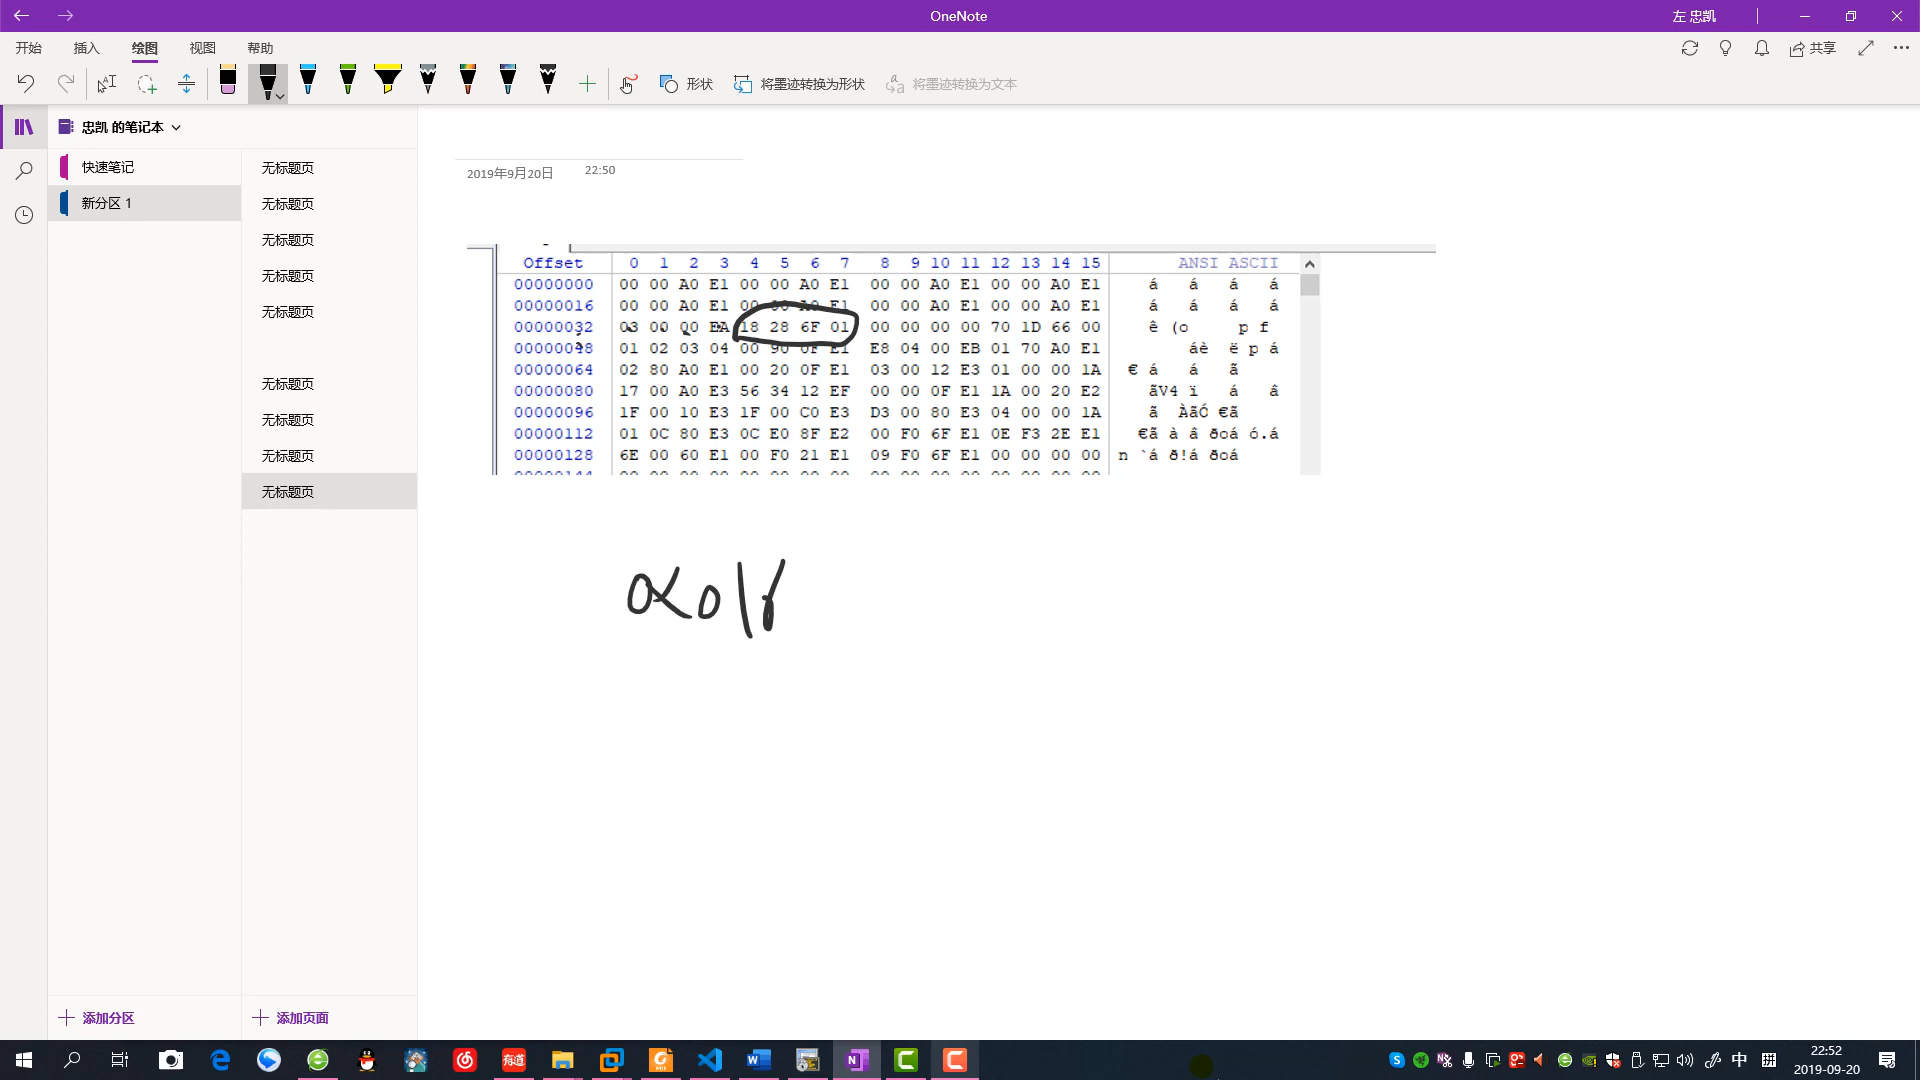 OneNote
左 忠凯
开始 插入 绘图 视图 帮助
共享
形状 将墨迹转换为形状 将墨迹转换为文本
忠凯 的笔记本
快速笔记
新分区 1
无标题页
无标题页
无标题页
无标题页
无标题页
无标题页
无标题页
无标题页
无标题页
添加分区
添加页面
2019年9月20日 22:50
Offset 0 1 2 3 4 5 6 7 8 9 10 11 12 13 14 15 ANSI ASCII
00000000 00 00 A0 E1 00 00 A0 E1 00 00 A0 E1 00 00 A0 E1 á á á á
00000016 00 00 A0 E1 00 00 A0 E1 00 00 A0 E1 00 00 A0 E1 á á á á
00000032 03 00 00 EA 18 28 6F 01 00 00 00 00 70 1D 66 00 ê (o p f
00000048 01 02 03 04 00 90 0F E1 E8 04 00 EB 01 70 A0 E1 áè ë p á
00000064 02 80 A0 E1 00 20 0F E1 03 00 12 E3 01 00 00 1A € á á ã
00000080 17 00 A0 E3 56 34 12 EF 00 00 0F E1 1A 00 20 E2 ãV4 ï á â
00000096 1F 00 10 E3 1F 00 C0 E3 D3 00 80 E3 04 00 00 1A ã ÀãÓ €ã
00000112 01 0C 80 E3 0C E0 8F E2 00 F0 6F E1 0E F3 2E E1 €ã à â ðoá ó.á
00000128 6E 00 60 E1 00 F0 21 E1 09 F0 6F E1 00 00 00 00 n `á ð!á ðoá
中
22:52
2019-09-20